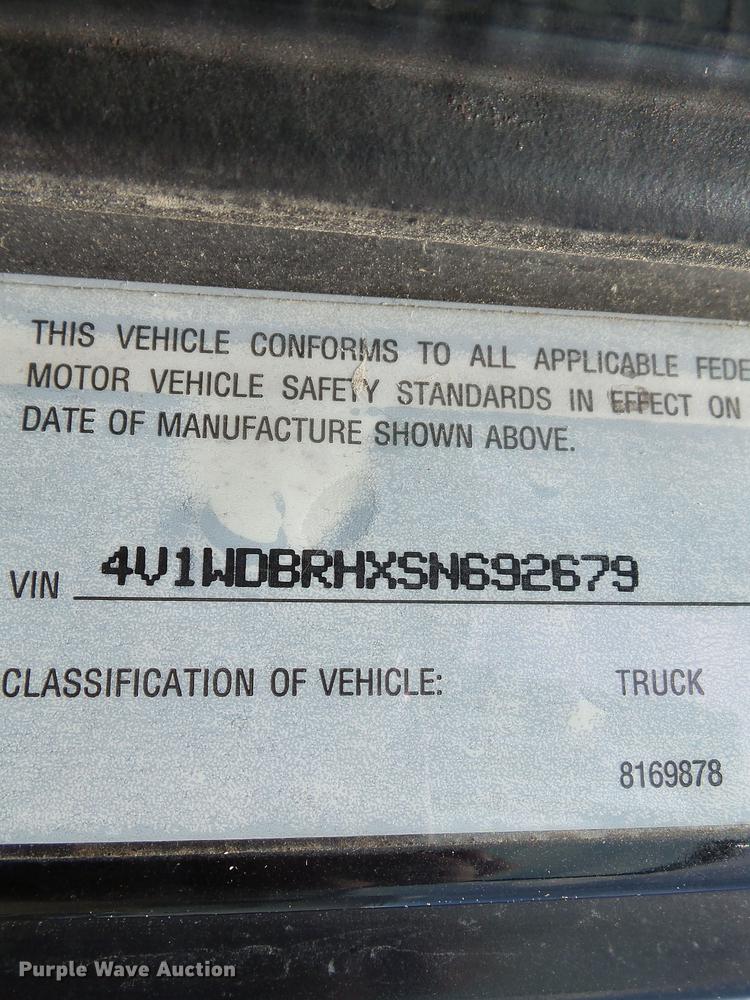 THIS VEHICLE CONFORMS TO ALL APPLICABLE FEDE
MOTOR VEHICLE SAFETY STANDARDS IN EFFECT ON
DATE OF MANUFACTURE SHOWN ABOVE.
VIN 4V1WDBRHXSN692679
CLASSIFICATION OF VEHICLE: TRUCK
8169878
Purple Wave Auction